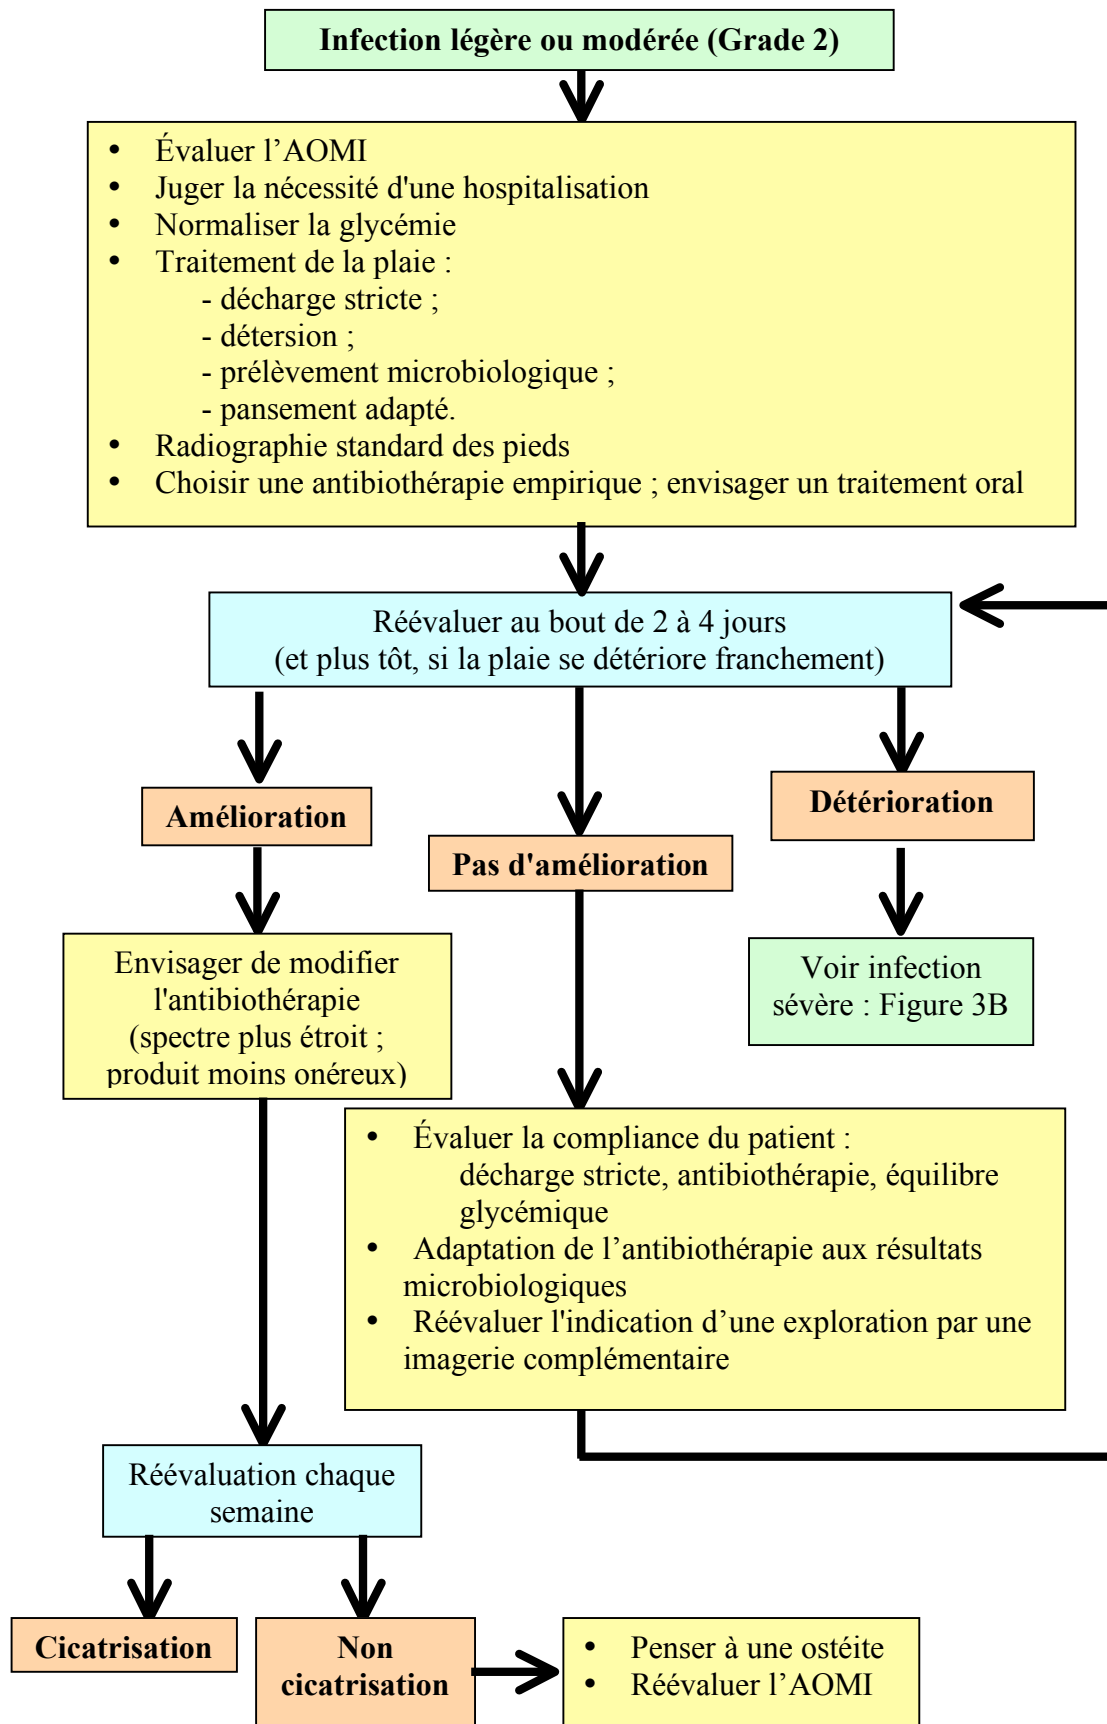 Infection légère ou modérée (Grade 2)
• Évaluer l’AOMI
• Juger la nécessité d'une hospitalisation
• Normaliser la glycémie
• Traitement de la plaie :
- décharge stricte ;
- détersion ;
- prélèvement microbiologique ;
- pansement adapté.
• Radiographie standard des pieds
• Choisir une antibiothérapie empirique ; envisager un traitement oral
Réévaluer au bout de 2 à 4 jours
(et plus tôt, si la plaie se détériore franchement)
Amélioration
Pas d'amélioration
Détérioration
Envisager de modifier
l'antibiothérapie
(spectre plus étroit ;
produit moins onéreux)
Voir infection
sévère : Figure 3B
• Évaluer la compliance du patient :
décharge stricte, antibiothérapie, équilibre
glycémique
• Adaptation de l’antibiothérapie aux résultats
microbiologiques
• Réévaluer l'indication d’une exploration par une
imagerie complémentaire
Réévaluation chaque
semaine
Cicatrisation
Non
cicatrisation
• Penser à une ostéite
• Réévaluer l’AOMI